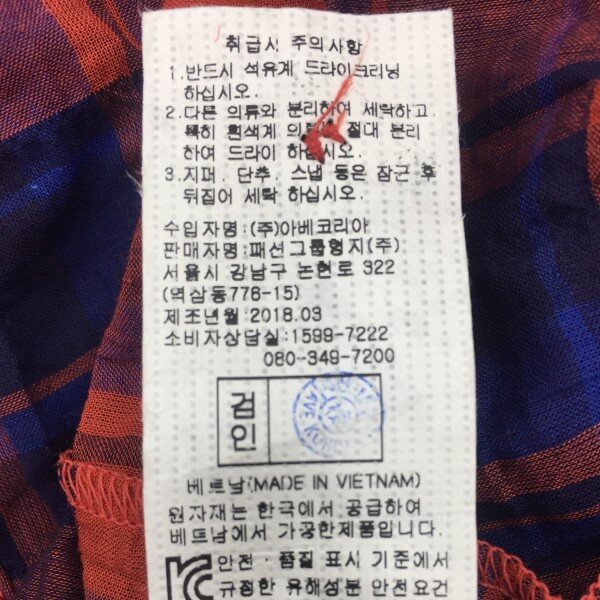 취급시 주의사항
1.반드시 석유계 드라이크리닝
하십시오.
2.다른 의류와 분리하여 세탁하고.
특히 흰색계 절대 분리
하여 드라이 하십시오.
3.지퍼. 단추. 스냅 등은 잠근 후
뒤집어 세탁 하십시오.
수입자명:(주)아베코리아
판매자명:패션그룹형지(주)
서울시 강남구 논현로 322
(역삼동776-15)
제조년월:2018.03
소비자상담실:1599-7222
080-349-7200
검인
베트남(MADE IN VIETNAM)
원자재는 한국에서 공급하여
베트남에서 가공한제품입니다.
안전·품질 표시 기준에서
규정한 유해성분 안전요건